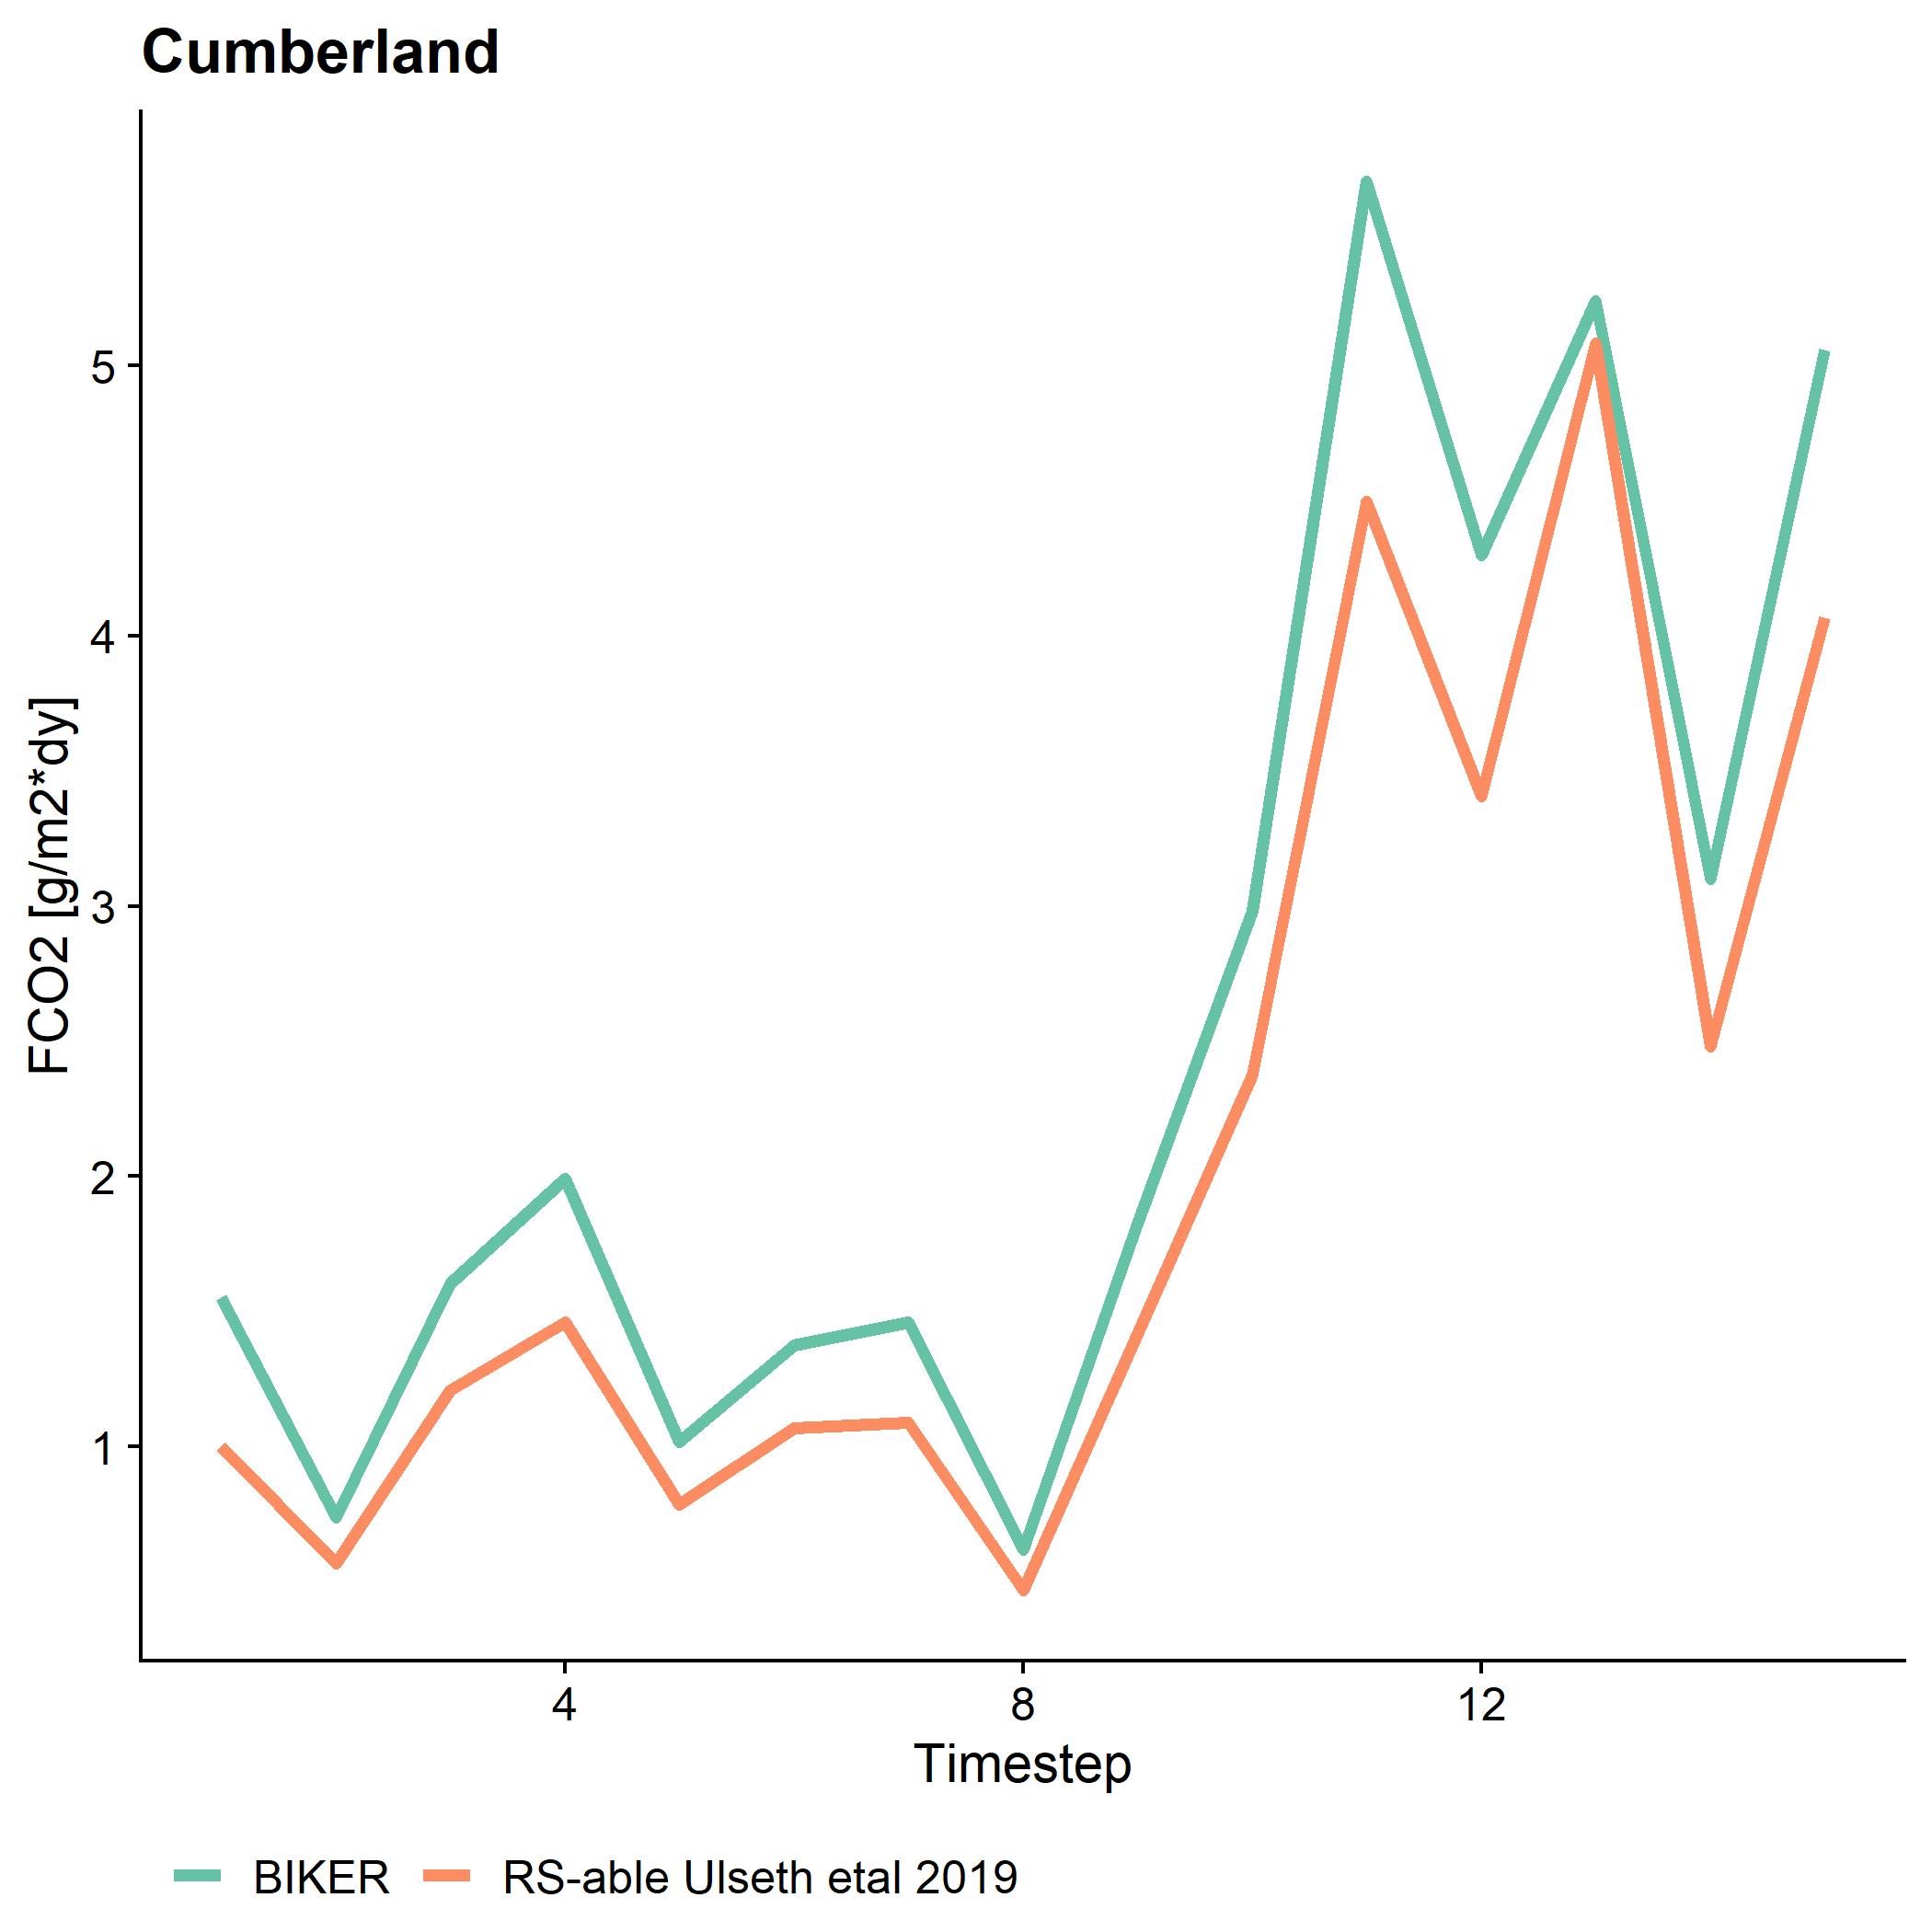 Cumberland
FCO2 [g/m2*dy]
5
4
3
2
1
4 8 12
Timestep
BIKER RS-able Ulseth etal 2019